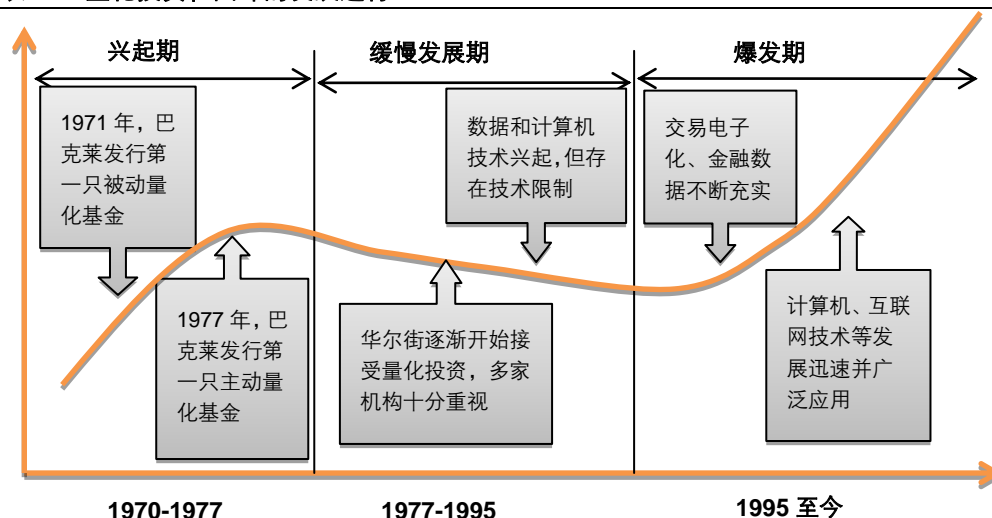 兴起期
缓慢发展期
爆发期
1971 年，巴
克莱发行第
一只被动量
化基金
数据和计算机
技术兴起，但存
在技术限制
交易电子
化、金融数
据不断充实
1977 年，巴
克莱发行第
一只主动量
化基金
华尔街逐渐开始接
受量化投资，多家
机构十分重视
计算机、互联
网技术等发
展迅速并广
泛应用
1970-1977
1977-1995
1995 至今